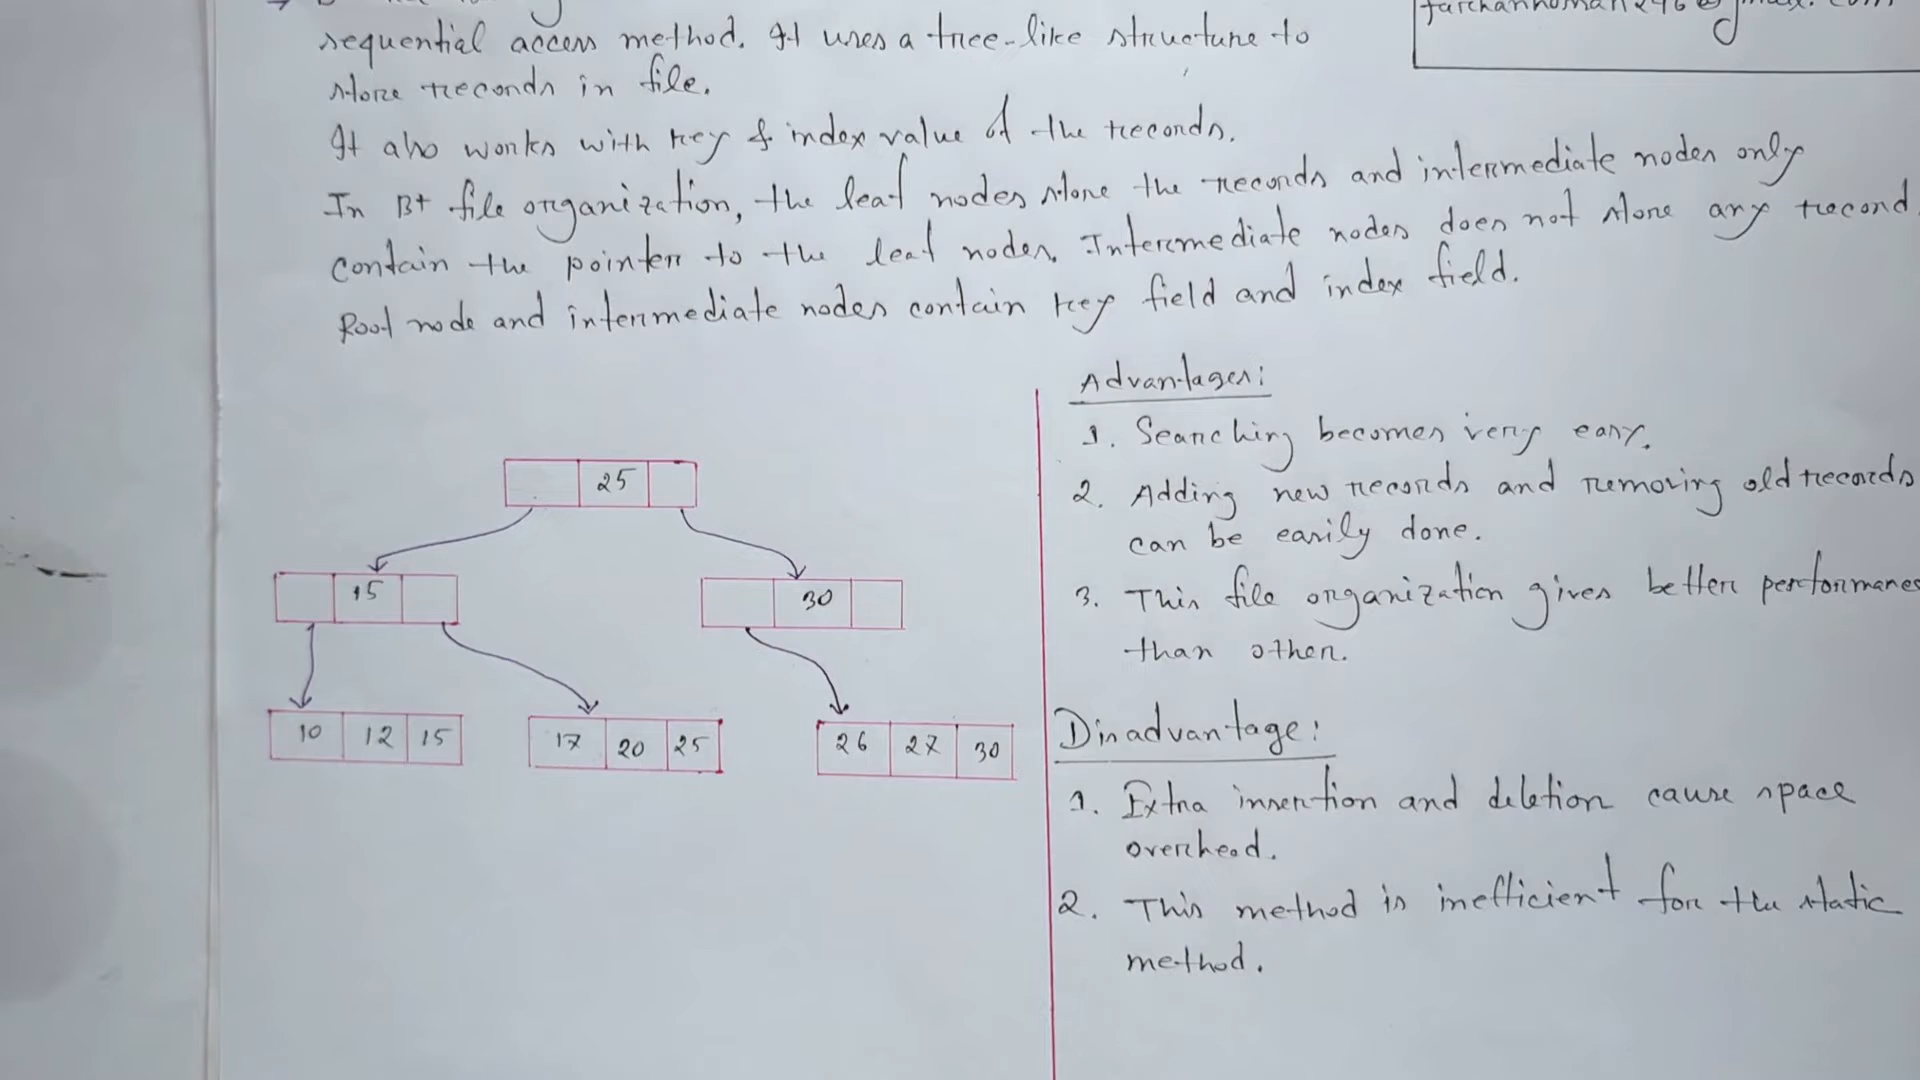 sequential access method. It uses a tree-like structure to
store records in file.
It also works with key & index value of the records.
In B+ file organization, the leaf nodes store the records and intermediate nodes only
contain the pointer to the leaf nodes. Intermediate nodes does not store any record.
Root node and intermediate nodes contain key field and index field.
25
15
30
10 12 15
17 20 25
26 27 30
Advantages:
1. Searching becomes very easy.
2. Adding new records and removing old records
can be easily done.
3. This file organization gives better performance
than other.
Disadvantage:
1. Extra insertion and deletion cause space
overhead.
2. This method is inefficient for the static
method.